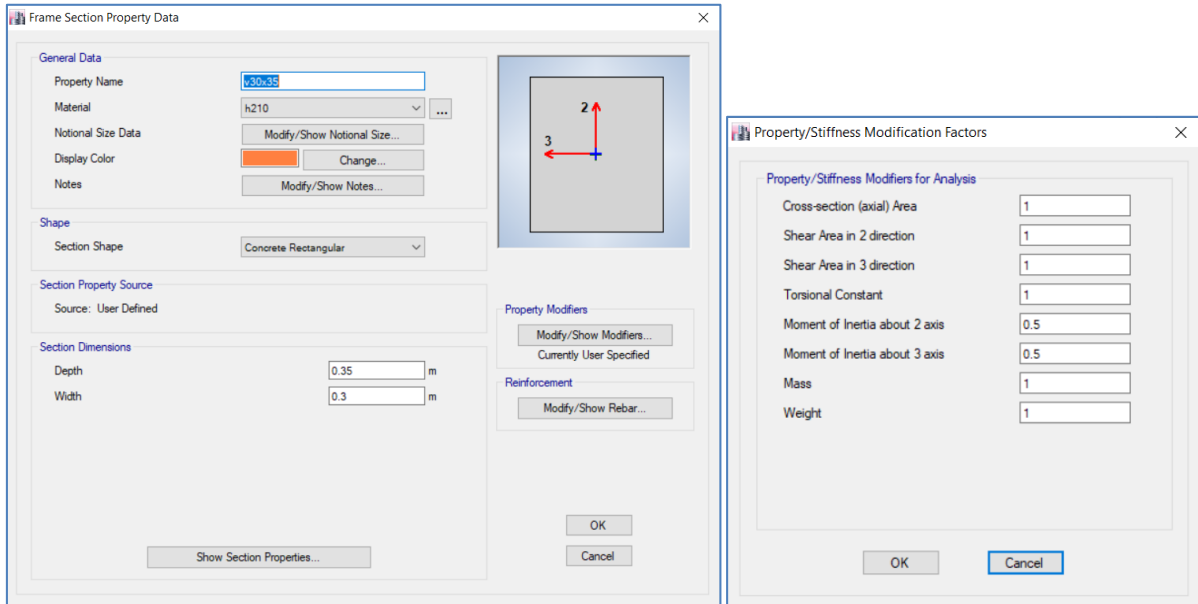 Frame Section Property Data
General Data
Property Name v30x35
Material h210 ...
Notional Size Data Modify/Show Notional Size...
Display Color Change...
Notes Modify/Show Notes...
Shape
Section Shape Concrete Rectangular
Section Property Source
Source: User Defined
Section Dimensions
Depth 0.35 m
Width 0.3 m
Show Section Properties...
2
3
Property Modifiers
Modify/Show Modifiers...
Currently User Specified
Reinforcement
Modify/Show Rebar...
OK
Cancel
Property/Stiffness Modification Factors
Property/Stiffness Modifiers for Analysis
Cross-section (axial) Area 1
Shear Area in 2 direction 1
Shear Area in 3 direction 1
Torsional Constant 1
Moment of Inertia about 2 axis 0.5
Moment of Inertia about 3 axis 0.5
Mass 1
Weight 1
OK Cancel